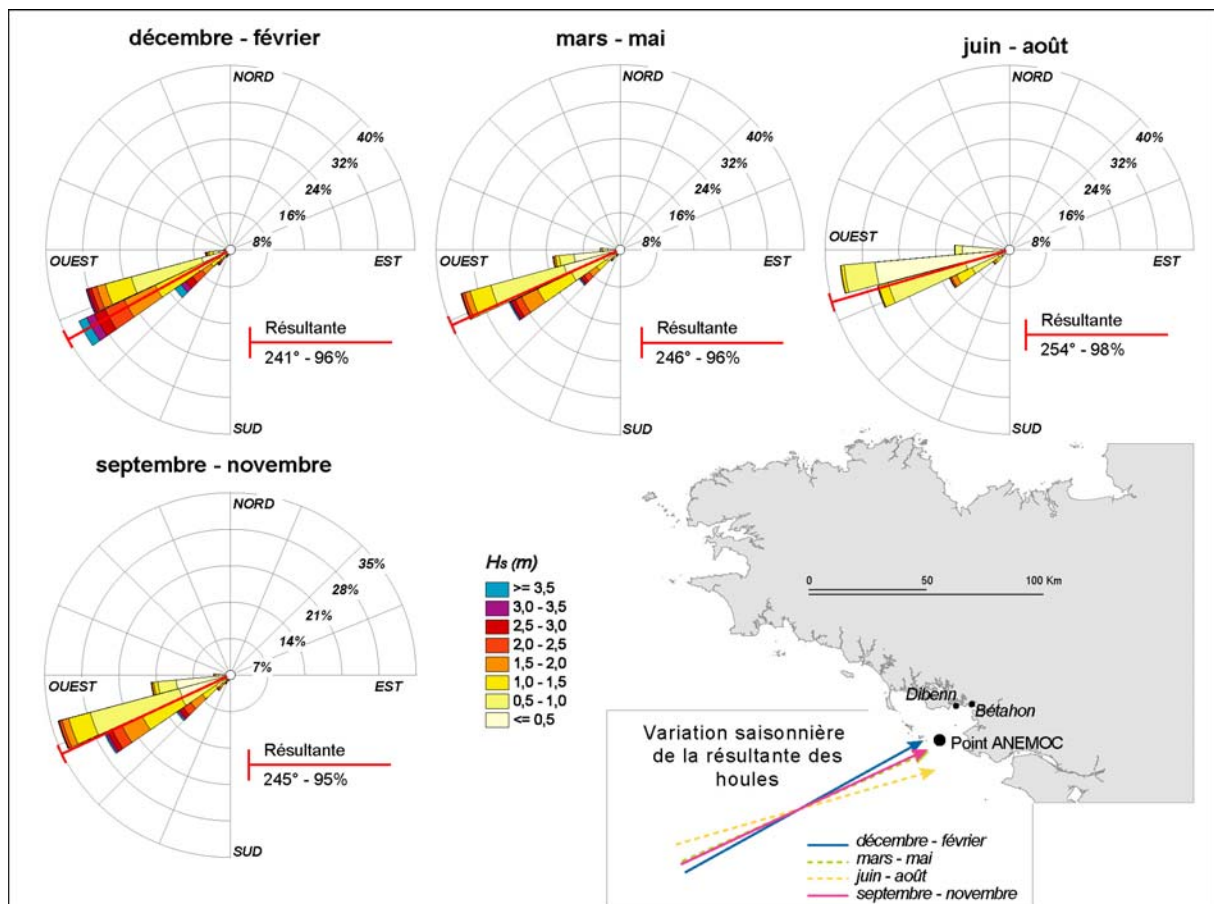 décembre - février
NORD
40%
32%
24%
16%
8%
OUEST
EST
SUD
Résultante
241° - 96%
mars - mai
NORD
40%
32%
24%
16%
8%
OUEST
EST
SUD
Résultante
246° - 96%
juin - août
NORD
40%
32%
24%
16%
8%
OUEST
EST
SUD
Résultante
254° - 98%
septembre - novembre
NORD
35%
28%
21%
14%
7%
OUEST
EST
SUD
Résultante
245° - 95%
Hs (m)
>= 3,5
3,0 - 3,5
2,5 - 3,0
2,0 - 2,5
1,5 - 2,0
1,0 - 1,5
0,5 - 1,0
<= 0,5
0 50 100 Km
Dibenn
Bétahon
Point ANEMOC
Variation saisonnière
de la résultante des
houles
décembre - février
mars - mai
juin - août
septembre - novembre